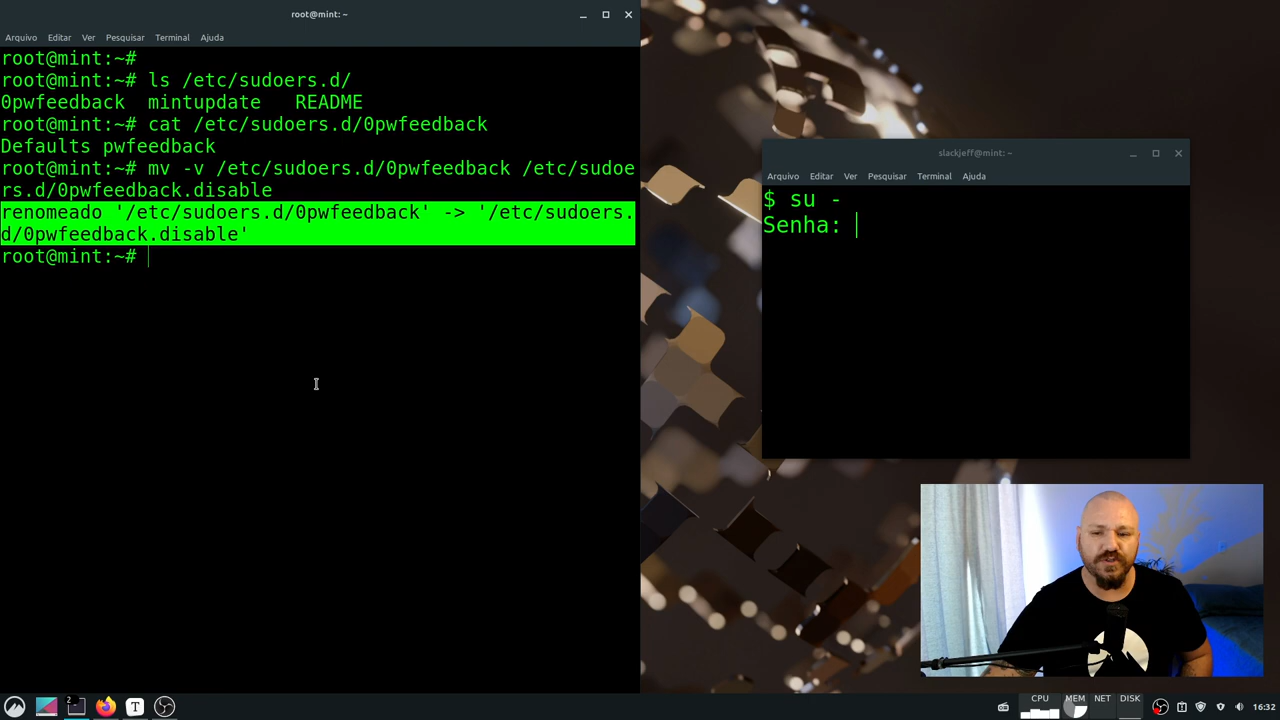 root@mint: ~
Arquivo Editar Ver Pesquisar Terminal Ajuda
root@mint:~#
root@mint:~# ls /etc/sudoers.d/
0pwfeedback  mintupdate   README
root@mint:~# cat /etc/sudoers.d/0pwfeedback
Defaults pwfeedback
root@mint:~# mv -v /etc/sudoers.d/0pwfeedback /etc/sudoe
rs.d/0pwfeedback.disable
renomeado '/etc/sudoers.d/0pwfeedback' -> '/etc/sudoers.
d/0pwfeedback.disable'
root@mint:~#
slackjeff@mint: ~
Arquivo Editar Ver Pesquisar Terminal Ajuda
$ su -
Senha:
2
T
CPU MEM NET DISK
16:32